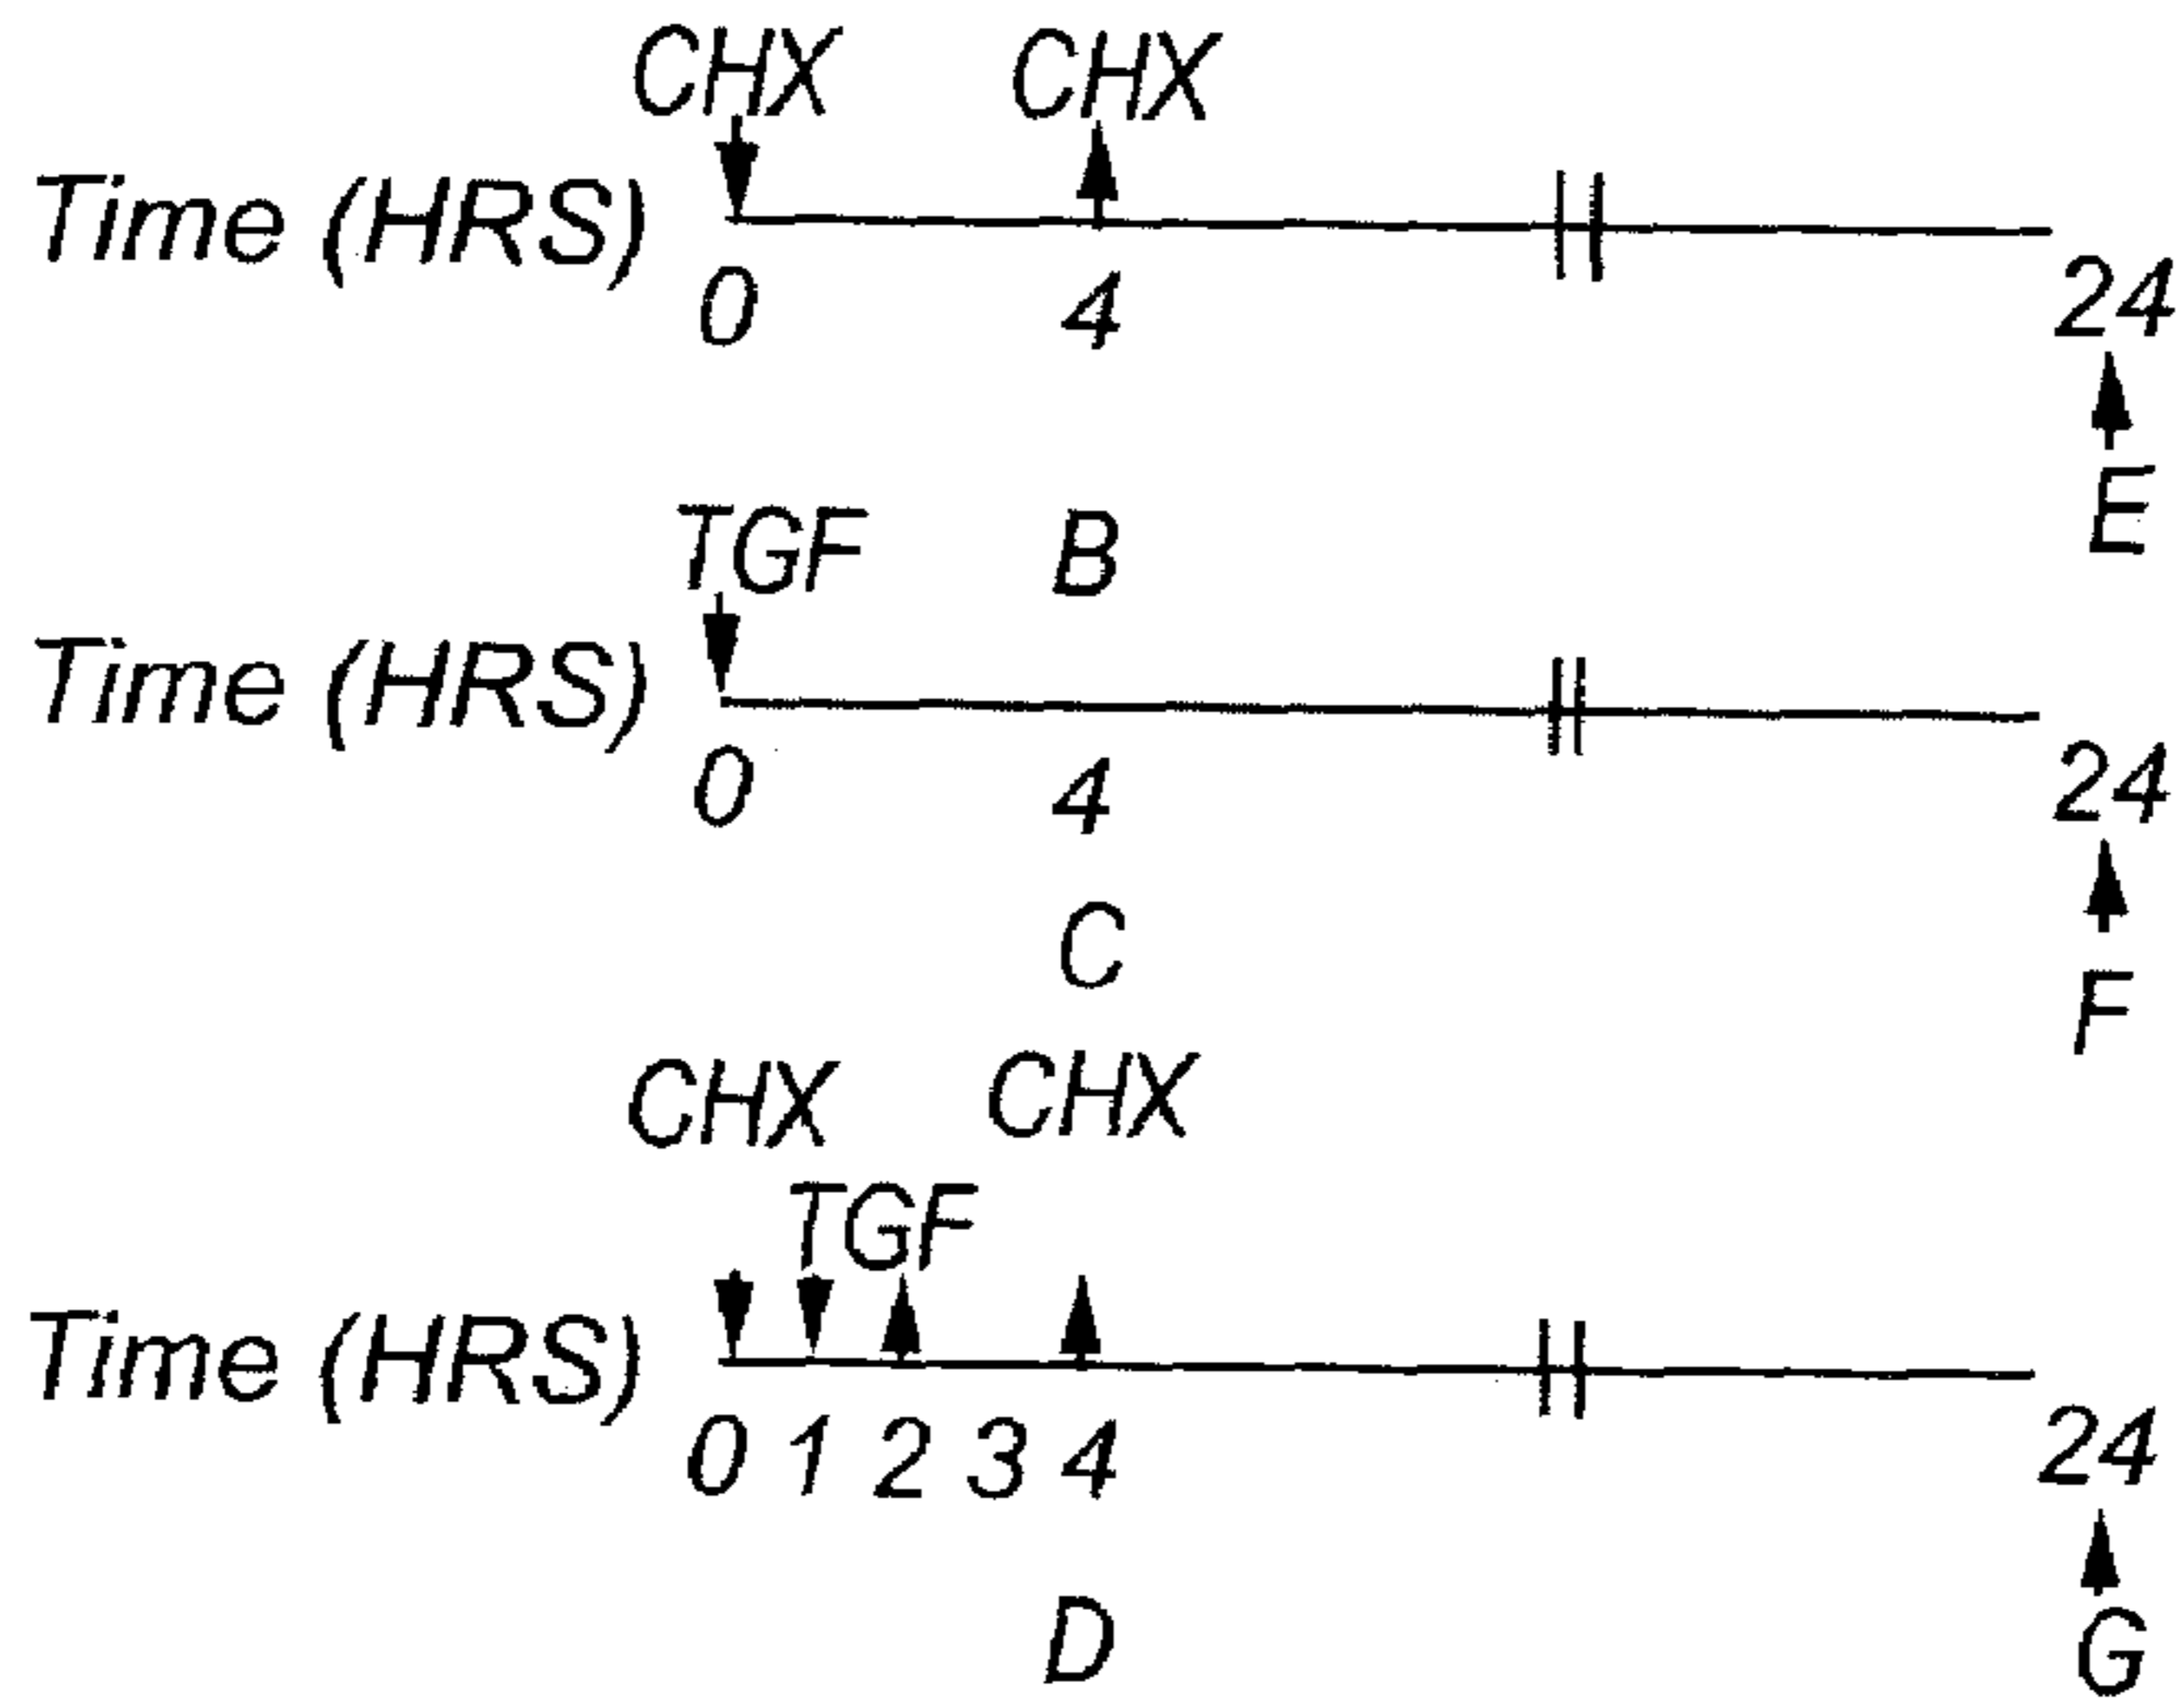 CHX CHX
Time (HRS)
0 4 24
E
TGF B
Time (HRS)
0 4 24
C
F
CHX CHX
TGF
Time (HRS)
0 1 2 3 4 24
D G